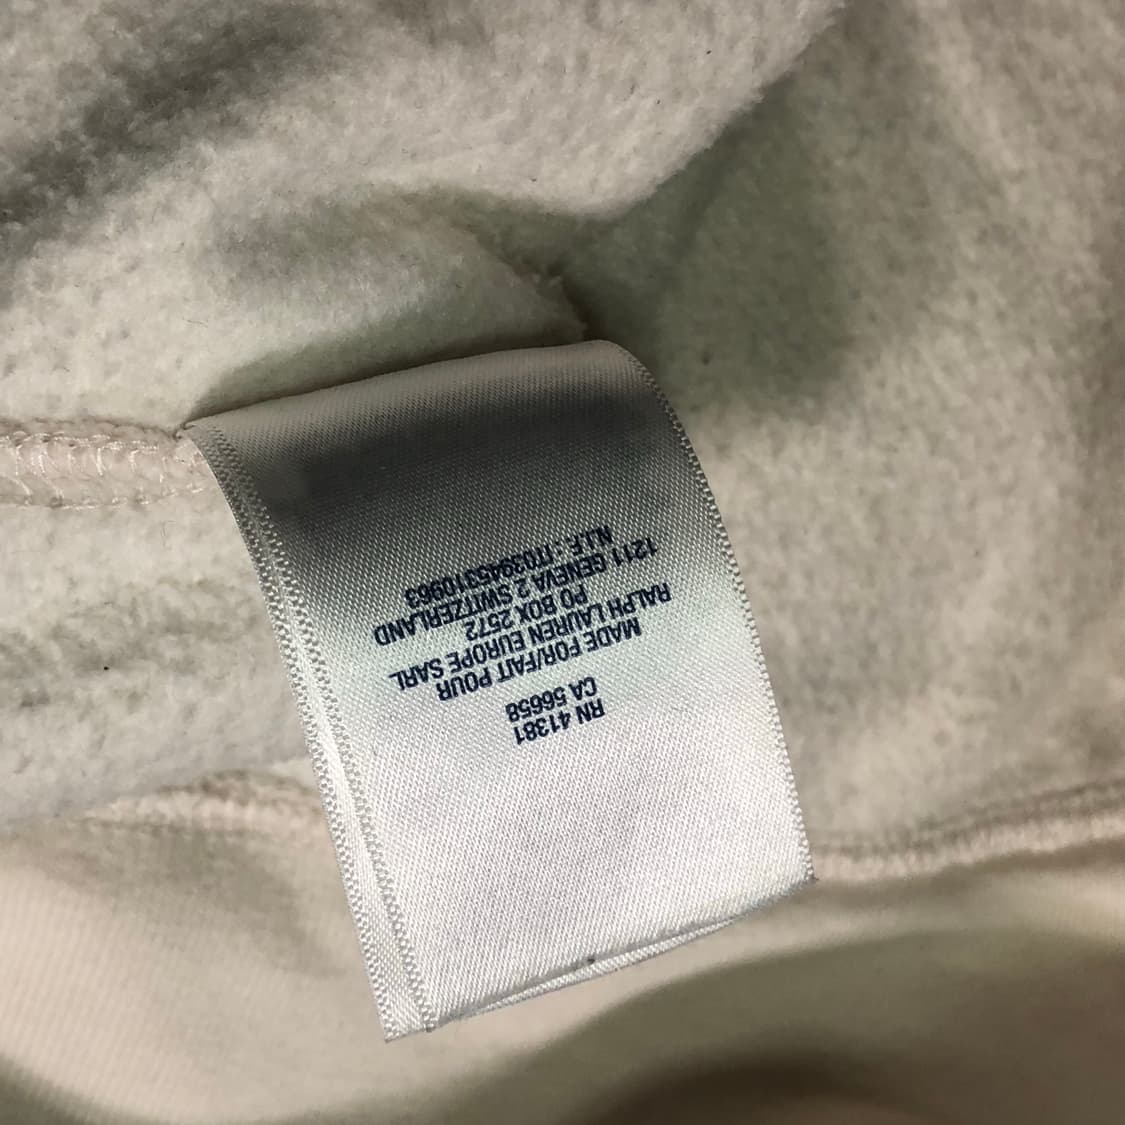 RN 41381
CA 56658
MADE FOR/FAIT POUR
RALPH LAUREN EUROPE SARL
PO BOX 2572
1211 GENEVA 2 SWITZERLAND
N.I.F. : IT03945310963